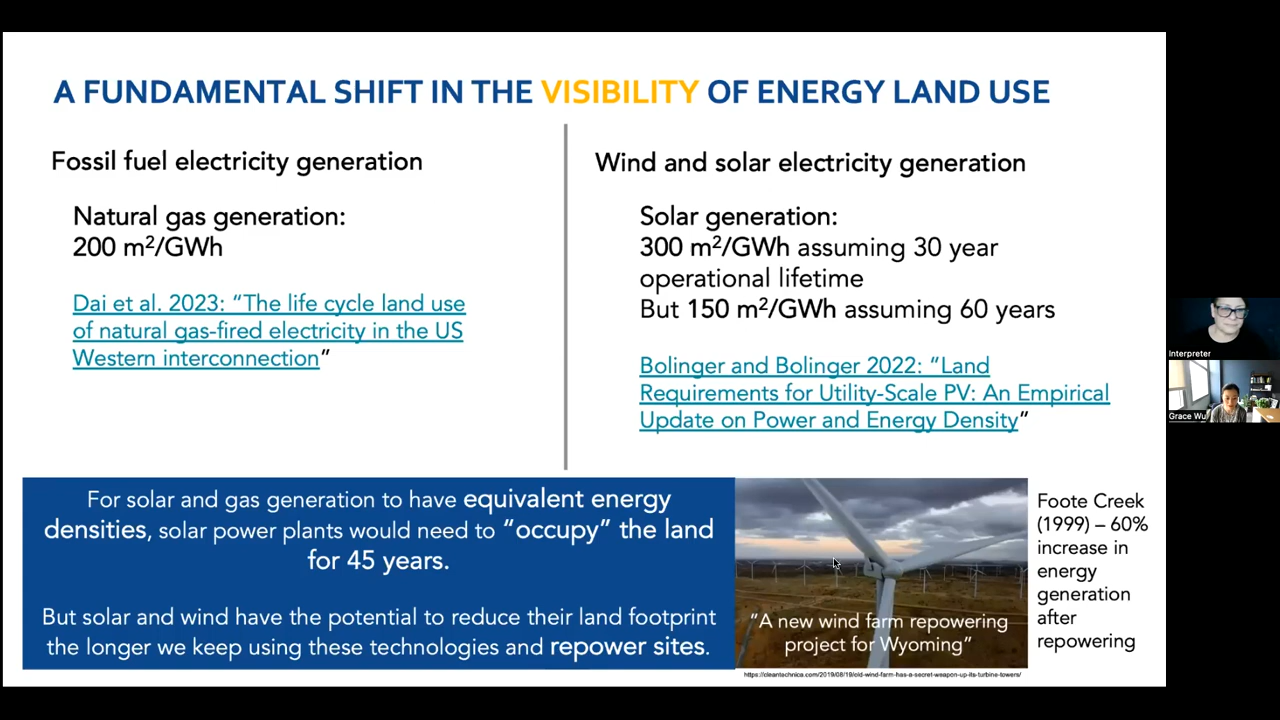 A FUNDAMENTAL SHIFT IN THE VISIBILITY OF ENERGY LAND USE
Fossil fuel electricity generation
Natural gas generation:
200 m²/GWh
Dai et al. 2023: “The life cycle land use
of natural gas-fired electricity in the US
Western interconnection”
Wind and solar electricity generation
Solar generation:
300 m²/GWh assuming 30 year
operational lifetime
But 150 m²/GWh assuming 60 years
Bolinger and Bolinger 2022: “Land
Requirements for Utility-Scale PV: An Empirical
Update on Power and Energy Density”
For solar and gas generation to have equivalent energy
densities, solar power plants would need to “occupy” the land
for 45 years.
But solar and wind have the potential to reduce their land footprint
the longer we keep using these technologies and repower sites.
“A new wind farm repowering
project for Wyoming”
https://cleantechnica.com/2019/08/19/old-wind-farm-has-a-secret-weapon-up-its-turbine-towers/
Foote Creek
(1999) – 60%
increase in
energy
generation
after
repowering
Interpreter
Grace Wu